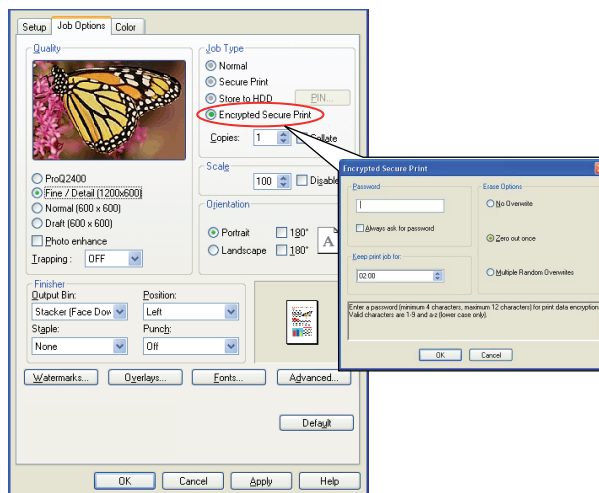 Setup Job Options Color
Quality
ProQ2400
Fine / Detail (1200x600)
Normal (600 x 600)
Draft (600 x 600)
Photo enhance
Trapping : OFF
Job Type
Normal
Secure Print
Store to HDD PIN...
Encrypted Secure Print
Copies: 1 Collate
Scale
100 Disable
Orientation
Portrait 180°
Landscape 180°
A
Finisher
Output Bin: Position:
Stacker (Face Dow Left
Staple: Punch:
None Off
Watermarks... Overlays... Fonts... Advanced...
Default
OK Cancel Apply Help
Encrypted Secure Print
Password
Always ask for password
Keep print job for:
02:00
Erase Options
No Overwrite
Zero out once
Multiple Random Overwrites
Enter a password (minimum 4 characters, maximum 12 characters) for print data encryption.
Valid characters are 1-9 and a-z (lower case only).
OK Cancel